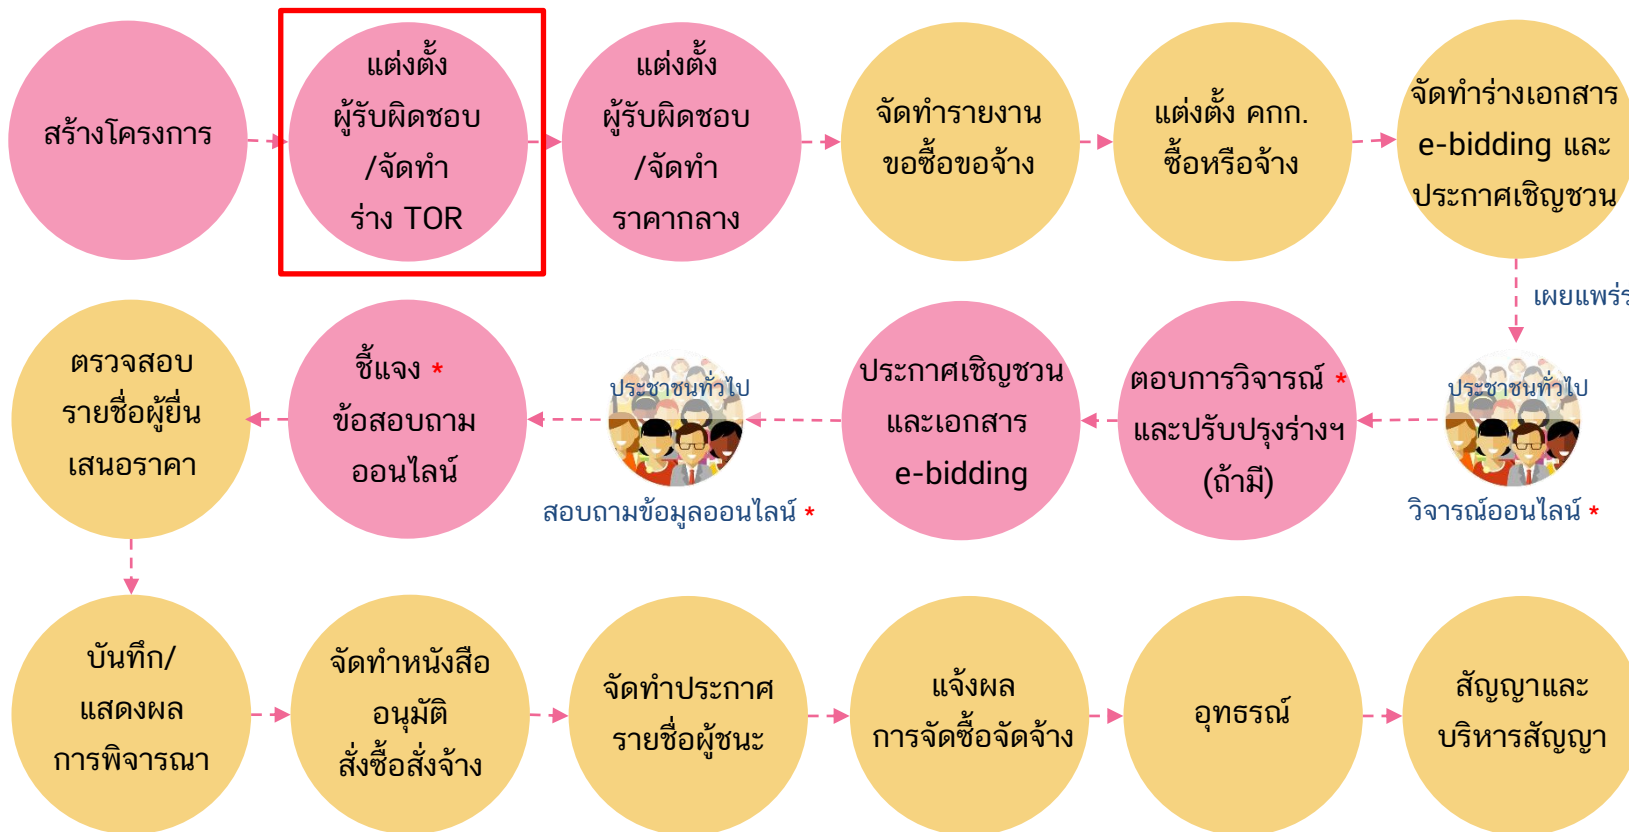 สร้างโครงการ
แต่งตั้ง
ผู้รับผิดชอบ
/จัดทำ
ร่าง TOR
แต่งตั้ง
ผู้รับผิดชอบ
/จัดทำ
ราคากลาง
จัดทำรายงาน
ขอซื้อขอจ้าง
แต่งตั้ง คกก.
ซื้อหรือจ้าง
จัดทำร่างเอกสาร
e-bidding และ
ประกาศเชิญชวน
ประชาชนทั่วไป
วิจารณ์ออนไลน์ *
ตอบการวิจารณ์ *
และปรับปรุงร่างฯ
(ถ้ามี)
ประกาศเชิญชวน
และเอกสาร
e-bidding
ประชาชนทั่วไป
สอบถามข้อมูลออนไลน์ *
ชี้แจง *
ข้อสอบถาม
ออนไลน์
ตรวจสอบ
รายชื่อผู้ยื่น
เสนอราคา
บันทึก/
แสดงผล
การพิจารณา
จัดทำหนังสือ
อนุมัติ
สั่งซื้อสั่งจ้าง
จัดทำประกาศ
รายชื่อผู้ชนะ
แจ้งผล
การจัดซื้อจัดจ้าง
อุทธรณ์
สัญญาและ
บริหารสัญญา